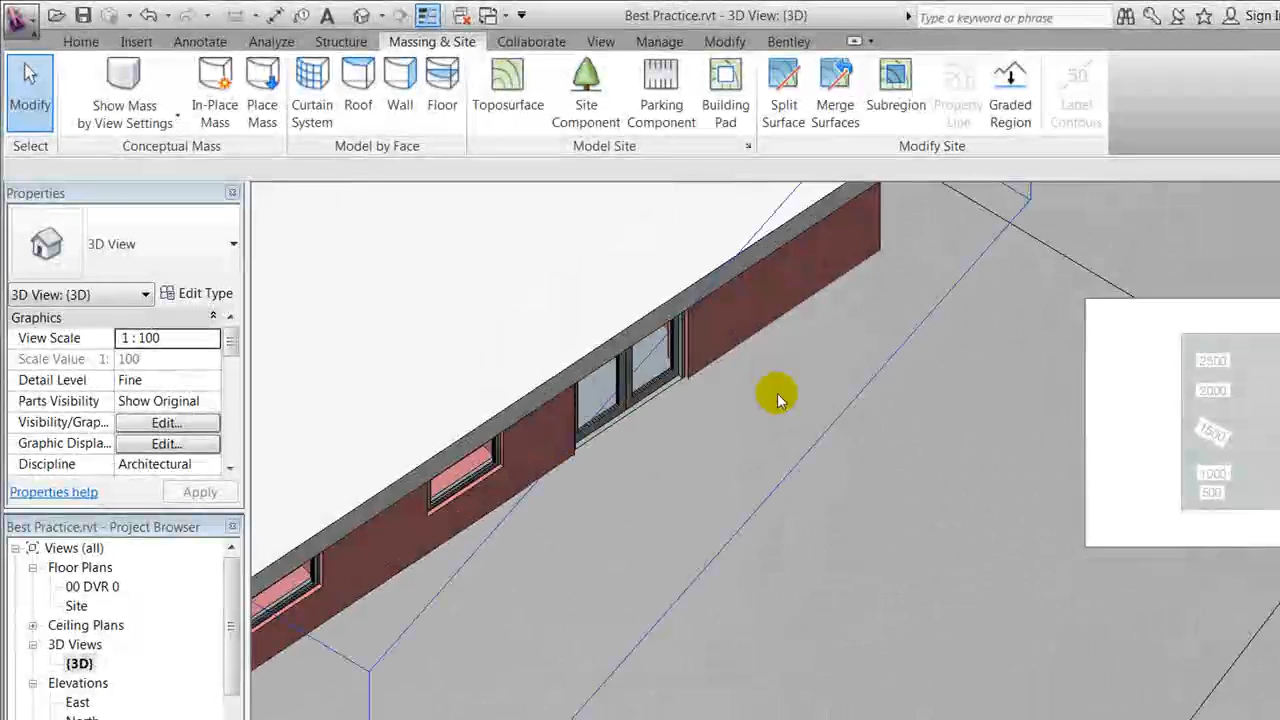 Best Practice.rvt - 3D View: {3D}
Type a keyword or phrase
Sign I
Home Insert Annotate Analyze Structure Massing & Site Collaborate View Manage Modify Bentley
Modify
Show Mass
by View Settings
In-Place
Mass
Place
Mass
Curtain
System
Roof
Wall
Floor
Toposurface
Site
Component
Parking
Component
Building
Pad
Split
Surface
Merge
Surfaces
Subregion
Property
Line
Graded
Region
50
Label
Contours
Select
Conceptual Mass
Model by Face
Model Site
Modify Site
Properties
3D View
3D View: {3D}
Edit Type
Graphics
View Scale 1 : 100
Scale Value 1: 100
Detail Level Fine
Parts Visibility Show Original
Visibility/Grap... Edit...
Graphic Displa... Edit...
Discipline Architectural
Properties help
Apply
Best Practice.rvt - Project Browser
Views (all)
Floor Plans
00 DVR 0
Site
Ceiling Plans
3D Views
{3D}
Elevations
East
2500
2000
1500
1000
500